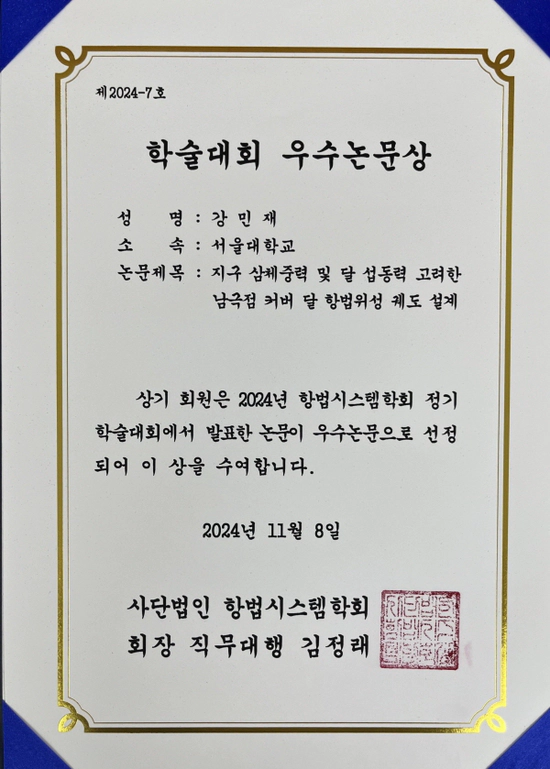 제2024-7호
학술대회 우수논문상
성 명 : 강 민 재
소 속 : 서울대학교
논문제목 : 지구 삼체중력 및 달 섭동력 고려한
남극점 커버 달 항법위성 궤도 설계
상기 회원은 2024년 항법시스템학회 정기
학술대회에서 발표한 논문이 우수논문으로 선정
되어 이 상을 수여합니다.
2024년 11월 8일
사단법인 항법시스템학회
회장 직무대행 김정태